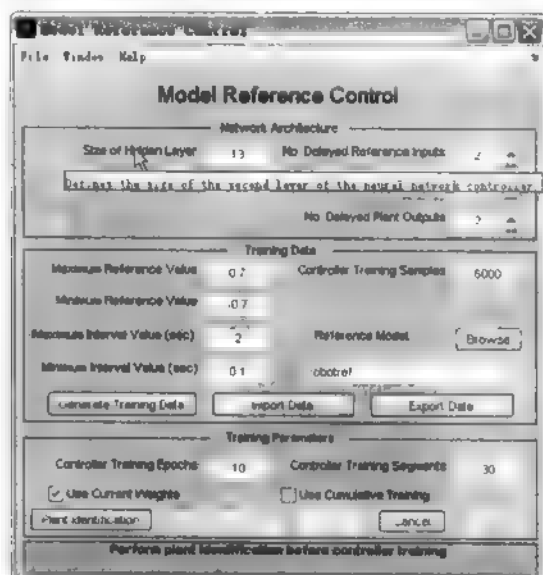 Model Reference Control
File Window Help
Model Reference Control
Network Architecture
Size of Hidden Layer 13 No. Delayed Reference Inputs 2
Defines the size of the second layer of the neural network controller.
No. Delayed Plant Outputs 2
Training Data
Maximum Reference Value 0.7 Controller Training Samples 6000
Minimum Reference Value -0.7
Maximum Interval Value (sec) 2 Reference Model: Browse
Minimum Interval Value (sec) 0.1 robotref
Generate Training Data Import Data Export Data
Training Parameters
Controller Training Epochs 10 Controller Training Segments 30
Use Current Weights Use Cumulative Training
Plant Identification Cancel
Perform plant identification before controller training